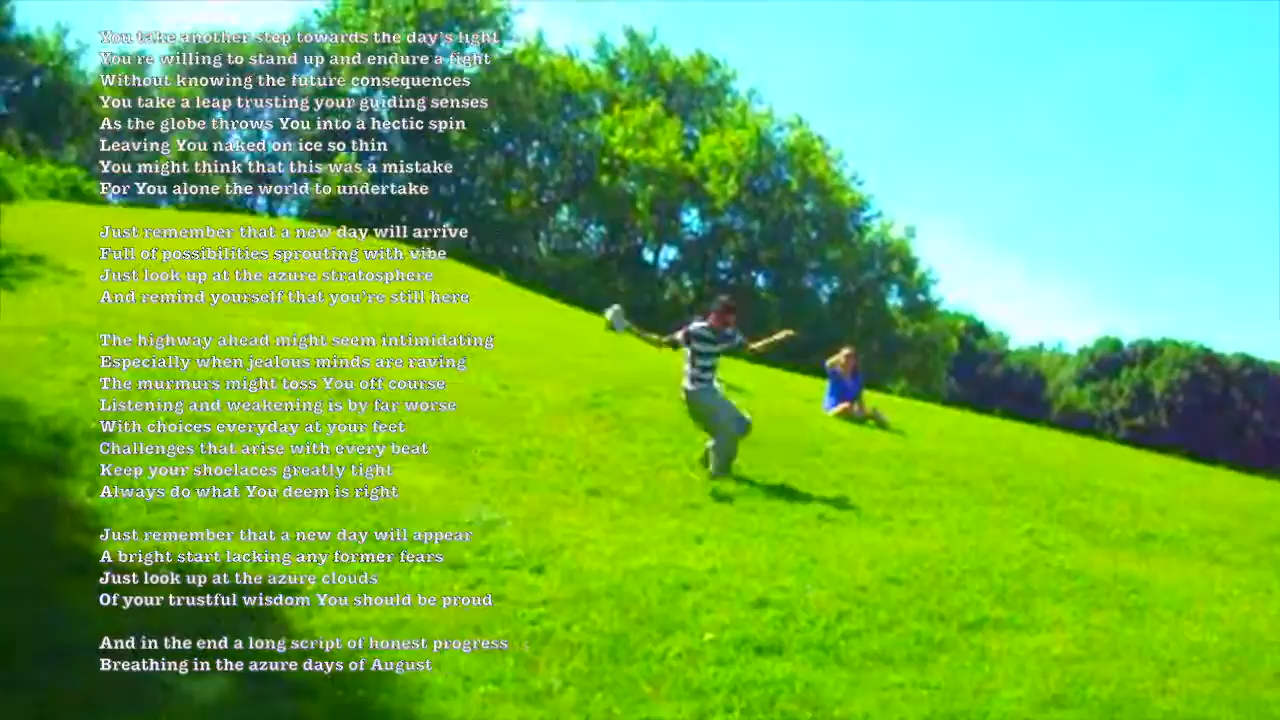 You take another step towards the day's light
You're willing to stand up and endure a fight
Without knowing the future consequences
You take a leap trusting your guiding senses
As the globe throws You into a hectic spin
Leaving You naked on ice so thin
You might think that this was a mistake
For You alone the world to undertake
Just remember that a new day will arrive
Full of possibilities sprouting with vibe
Just look up at the azure stratosphere
And remind yourself that you're still here
The highway ahead might seem intimidating
Especially when jealous minds are raving
The murmurs might toss You off course
Listening and weakening is by far worse
With choices everyday at your feet
Challenges that arise with every beat
Keep your shoelaces greatly tight
Always do what You deem is right
Just remember that a new day will appear
A bright start lacking any former fears
Just look up at the azure clouds
Of your trustful wisdom You should be proud
And in the end a long script of honest progress
Breathing in the azure days of August